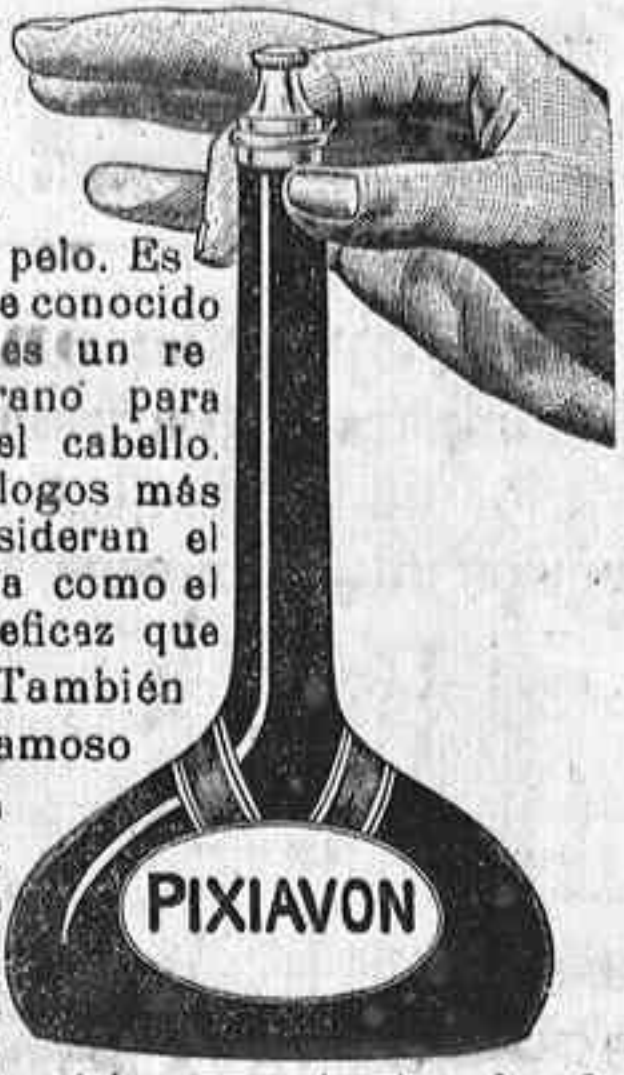 pelo. Es
e conocido
és un re
rano para
el cabello.
logos más
sideran el
a como el
eficaz que
También
amoso
PIXIAVON